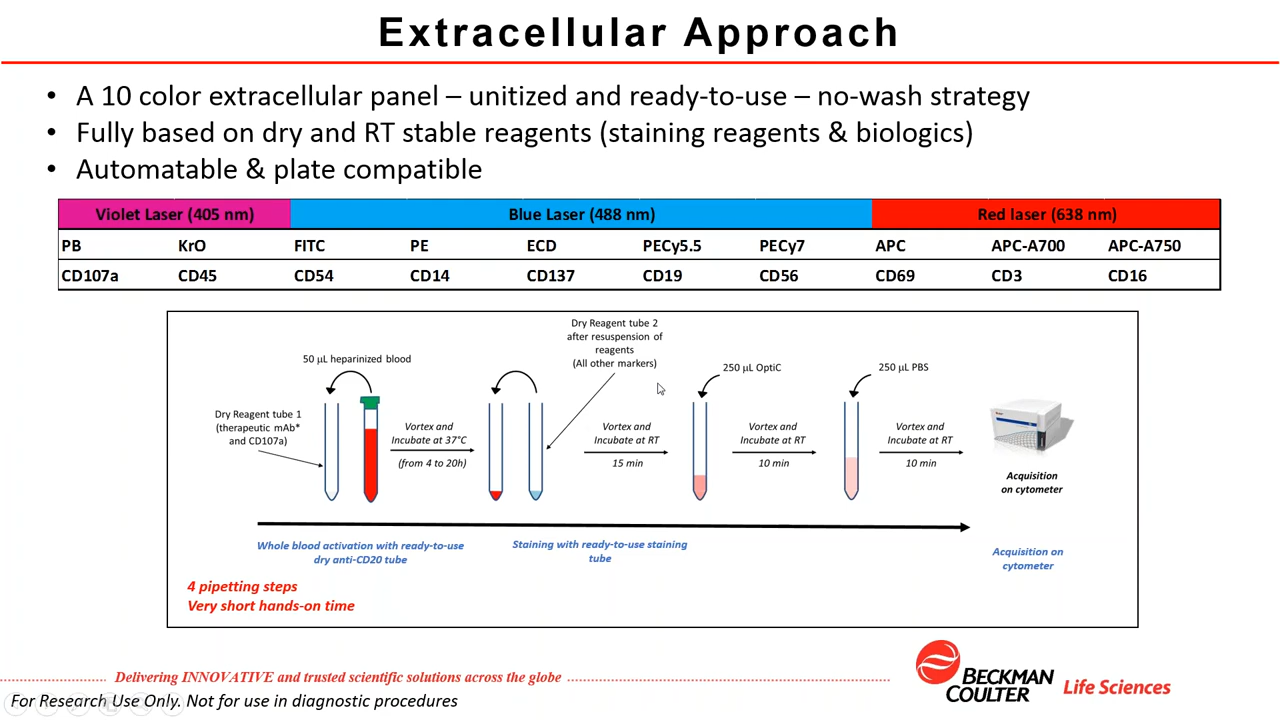 Extracellular Approach
• A 10 color extracellular panel – unitized and ready-to-use – no-wash strategy
• Fully based on dry and RT stable reagents (staining reagents & biologics)
• Automatable & plate compatible
Violet Laser (405 nm) Blue Laser (488 nm) Red laser (638 nm)
PB KrO FITC PE ECD PECy5.5 PECy7 APC APC-A700 APC-A750
CD107a CD45 CD54 CD14 CD137 CD19 CD56 CD69 CD3 CD16
Dry Reagent tube 1
(therapeutic mAb*
and CD107a)
50 µL heparinized blood
Vortex and
Incubate at 37°C
(from 4 to 20h)
Dry Reagent tube 2
after resuspension of
reagents
(All other markers)
Vortex and
Incubate at RT
15 min
250 µL OptiC
Vortex and
Incubate at RT
10 min
250 µL PBS
Vortex and
Incubate at RT
10 min
Acquisition
on cytometer
Whole blood activation with ready-to-use
dry anti-CD20 tube
Staining with ready-to-use staining
tube
Acquisition on
cytometer
4 pipetting steps
Very short hands-on time
Delivering INNOVATIVE and trusted scientific solutions across the globe
For Research Use Only. Not for use in diagnostic procedures
BECKMAN
COULTER Life Sciences